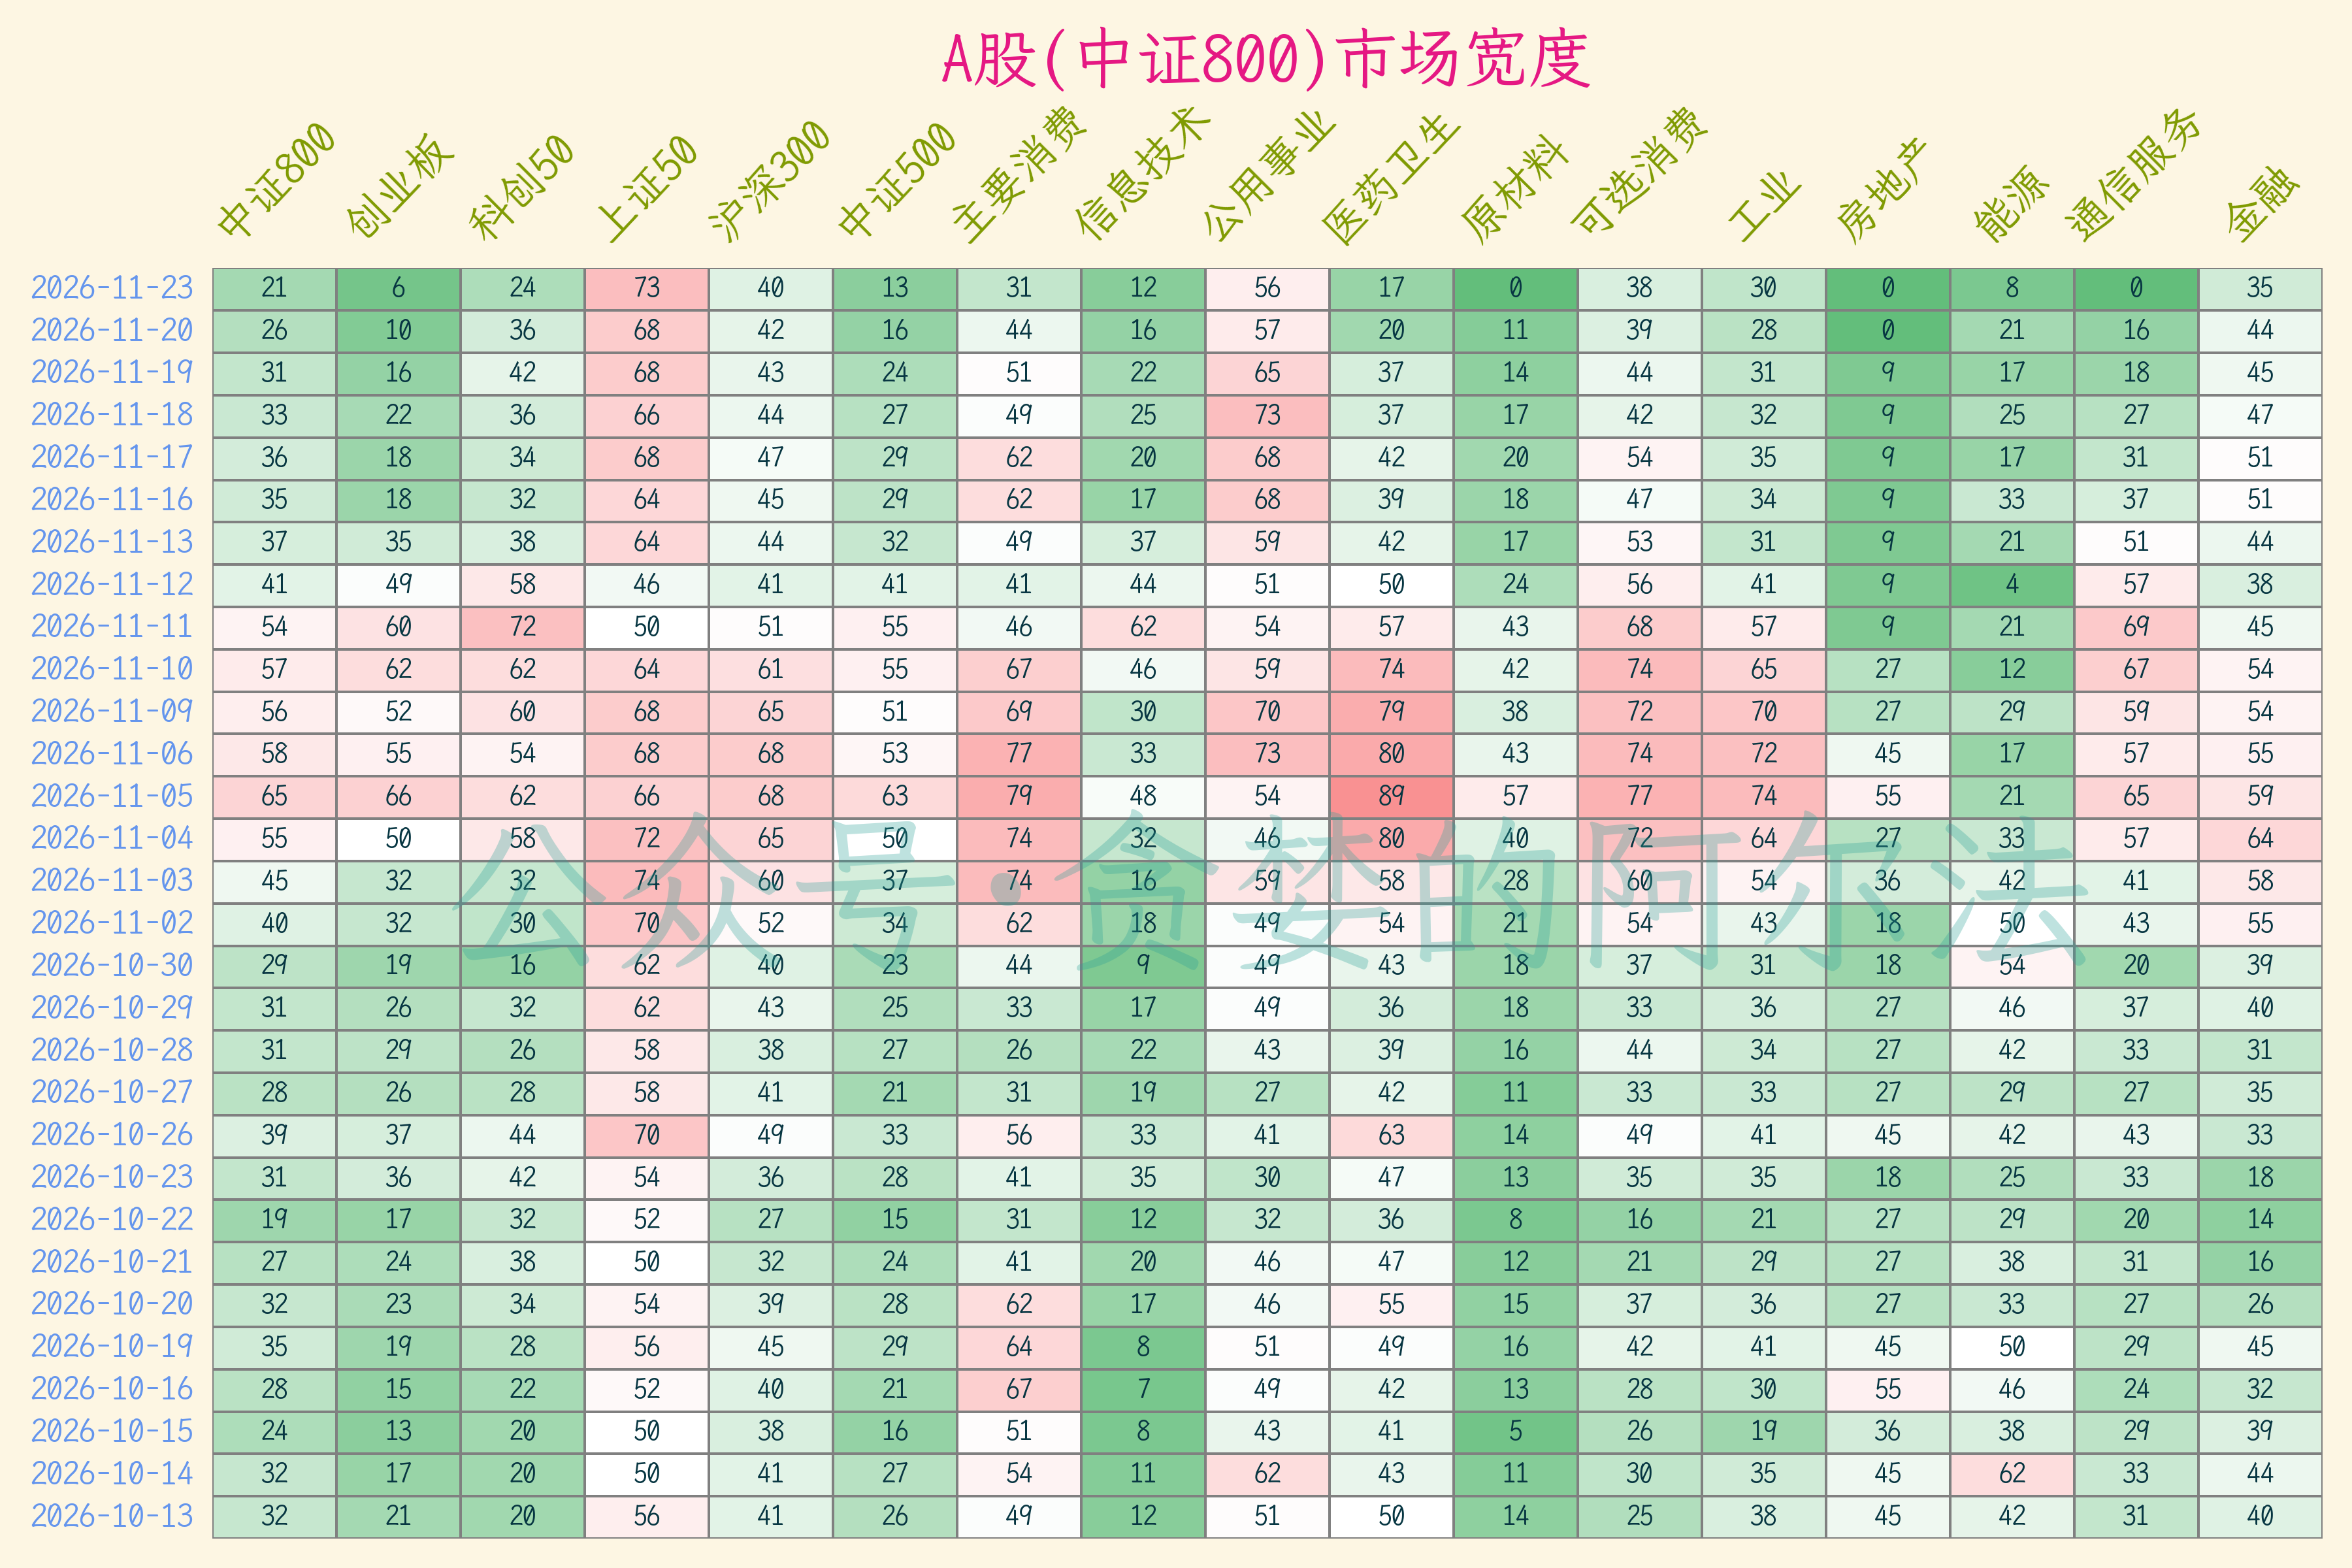 A股(中证800)市场宽度
中证800 创业板 科创50 上证50 沪深300 中证500 主要消费 信息技术 公用事业 医药卫生 原材料 可选消费 工业 房地产 能源 通信服务 金融
2026-11-23 21 6 24 73 40 13 31 12 56 17 0 38 30 0 8 0 35
2026-11-20 26 10 36 68 42 16 44 16 57 20 11 39 28 0 21 16 44
2026-11-19 31 16 42 68 43 24 51 22 65 37 14 44 31 9 17 18 45
2026-11-18 33 22 36 66 44 27 49 25 73 37 17 42 32 9 25 27 47
2026-11-17 36 18 34 68 47 29 62 20 68 42 20 54 35 9 17 31 51
2026-11-16 35 18 32 64 45 29 62 17 68 39 18 47 34 9 33 37 51
2026-11-13 37 35 38 64 44 32 49 37 59 42 17 53 31 9 21 51 44
2026-11-12 41 49 58 46 41 41 41 44 51 50 24 56 41 9 4 57 38
2026-11-11 54 60 72 50 51 55 46 62 54 57 43 68 57 9 21 69 45
2026-11-10 57 62 62 64 61 55 67 46 59 74 42 74 65 27 12 67 54
2026-11-09 56 52 60 68 65 51 69 30 70 79 38 72 70 27 29 59 54
2026-11-06 58 55 54 68 68 53 77 33 73 80 43 74 72 45 17 57 55
2026-11-05 65 66 62 66 68 63 79 48 54 89 57 77 74 55 21 65 59
2026-11-04 55 50 58 72 65 50 74 32 46 80 40 72 64 27 33 57 64
2026-11-03 45 32 32 74 60 37 74 16 59 58 28 60 54 36 42 41 58
2026-11-02 40 32 30 70 52 34 62 18 49 54 21 54 43 18 50 43 55
公众号·贪婪的阿尔法
2026-10-30 29 19 16 62 40 23 44 9 49 43 18 37 31 18 54 20 39
2026-10-29 31 26 32 62 43 25 33 17 49 36 18 33 36 27 46 37 40
2026-10-28 31 29 26 58 38 27 26 22 43 39 16 44 34 27 42 33 31
2026-10-27 28 26 28 58 41 21 31 19 27 42 11 33 33 27 29 27 35
2026-10-26 39 37 44 70 49 33 56 33 41 63 14 49 41 45 42 43 33
2026-10-23 31 36 42 54 36 28 41 35 30 47 13 35 35 18 25 33 18
2026-10-22 19 17 32 52 27 15 31 12 32 36 8 16 21 27 29 20 14
2026-10-21 27 24 38 50 32 24 41 20 46 47 12 21 29 27 38 31 16
2026-10-20 32 23 34 54 39 28 62 17 46 55 15 37 36 27 33 27 26
2026-10-19 35 19 28 56 45 29 64 8 51 49 16 42 41 45 50 29 45
2026-10-16 28 15 22 52 40 21 67 7 49 42 13 28 30 55 46 24 32
2026-10-15 24 13 20 50 38 16 51 8 43 41 5 26 19 36 38 29 39
2026-10-14 32 17 20 50 41 27 54 11 62 43 11 30 35 45 62 33 44
2026-10-13 32 21 20 56 41 26 49 12 51 50 14 25 38 45 42 31 40